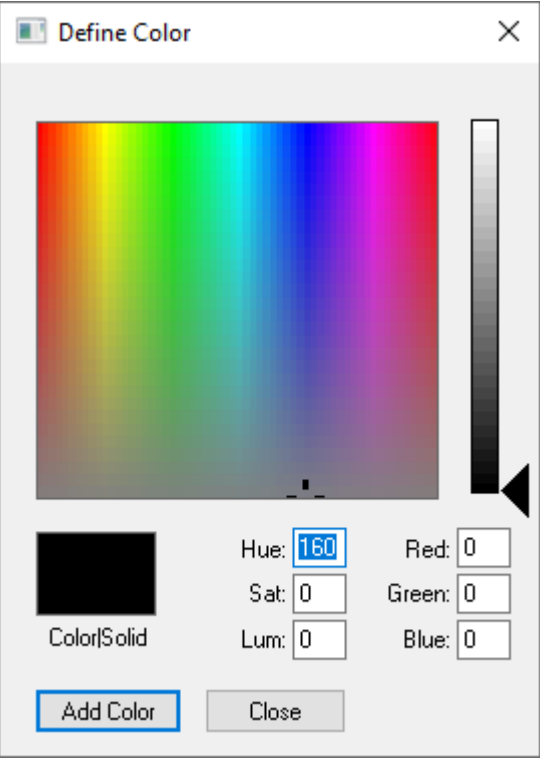 Define Color
Hue: 160 Red: 0
Sat: 0 Green: 0
Color|Solid Lum: 0 Blue: 0
Add Color Close